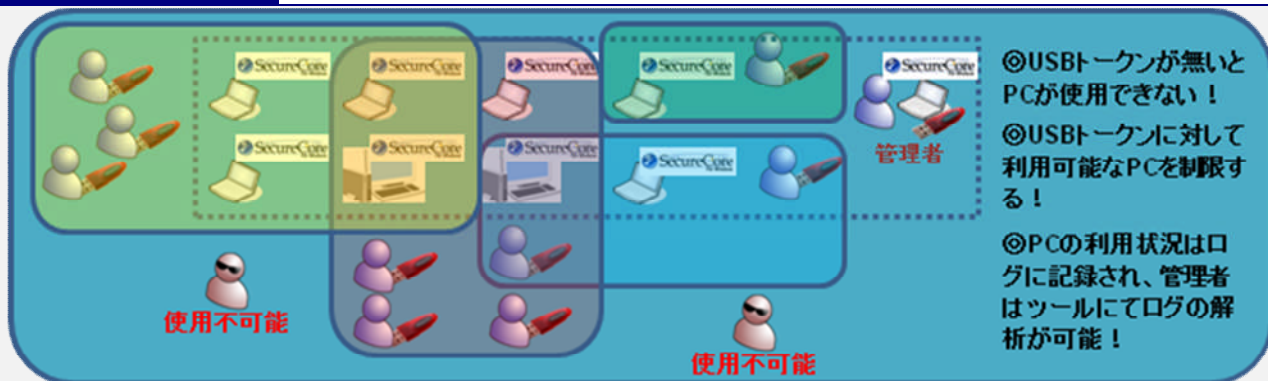 SecureCore
SecureCore
SecureCore
SecureCore
SecureCore
SecureCore
SecureCore
SecureCore
SecureCore
管理者
使用不可能
使用不可能
◎USBトークンが無いと
PCが使用できない！
◎USBトークンに対して
利用可能なPCを制限す
る！
◎PCの利用状況はロ
グに記録され、管理者
はツールにてログの解
析が可能！